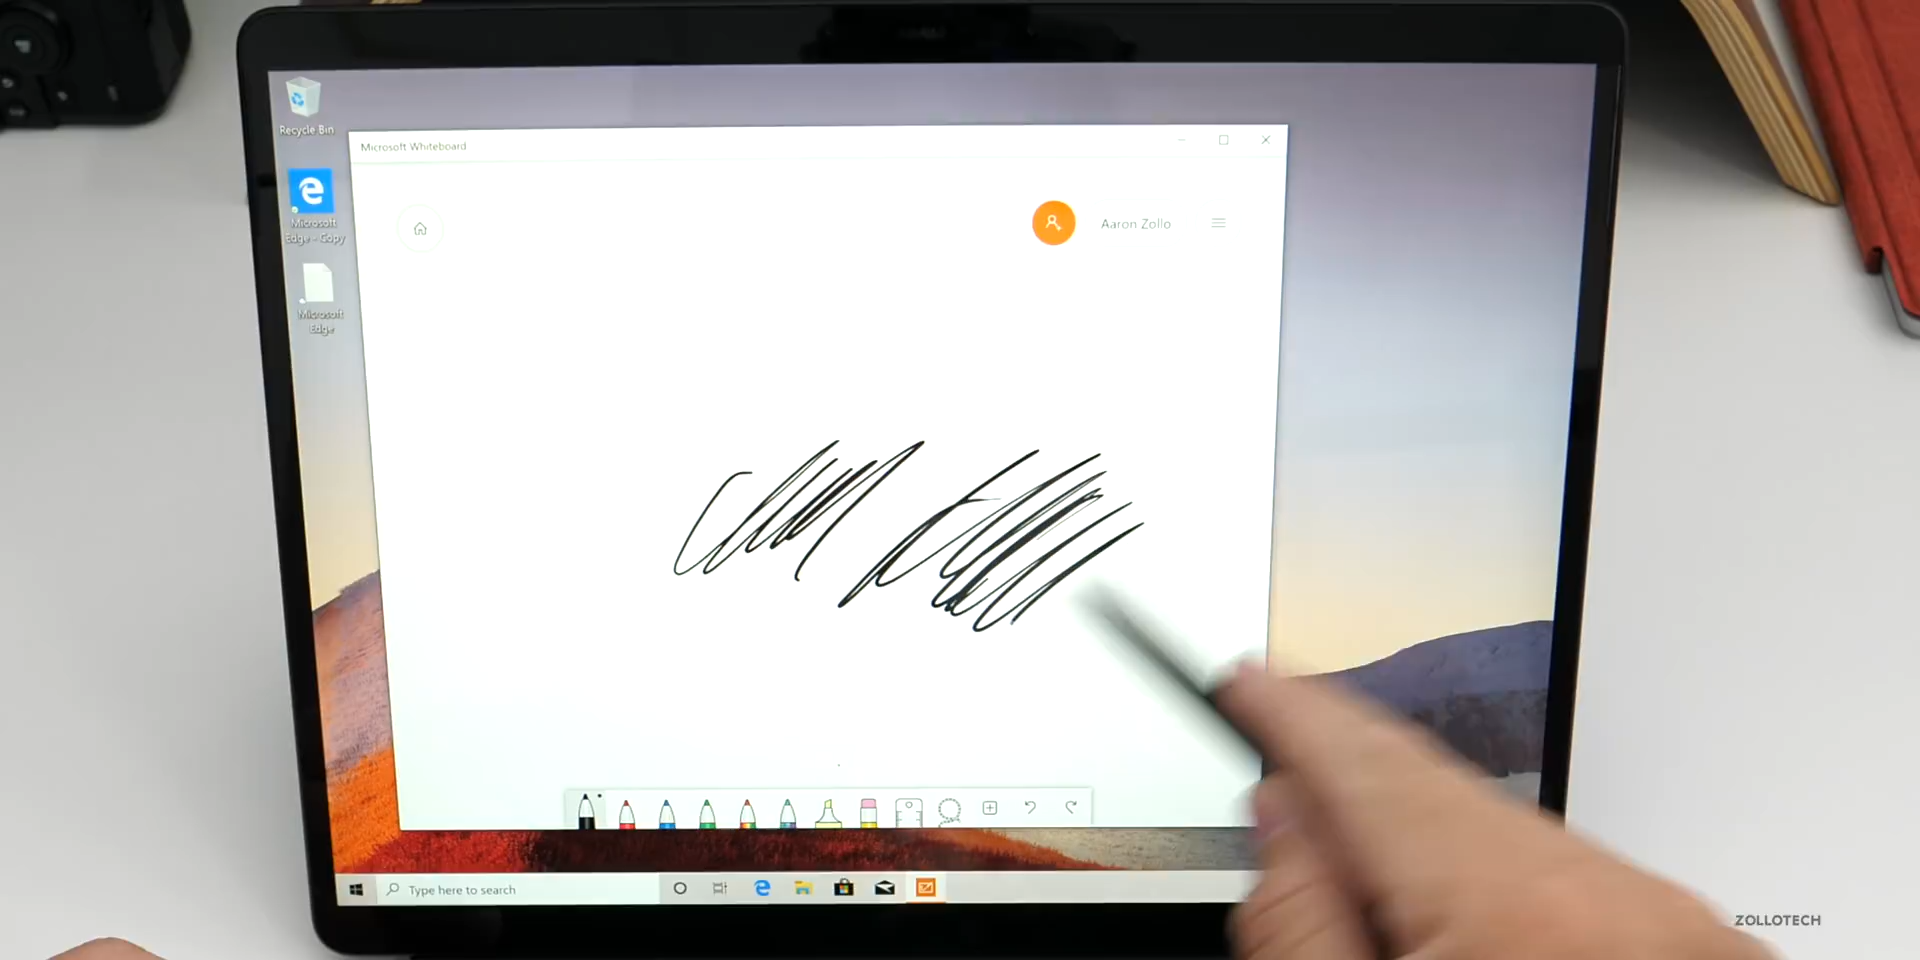 Recycle Bin
Microsoft Whiteboard
Microsoft
Edge - Copy
Aaron Zollo
Microsoft
Edge
Type here to search
ZOLLOTECH